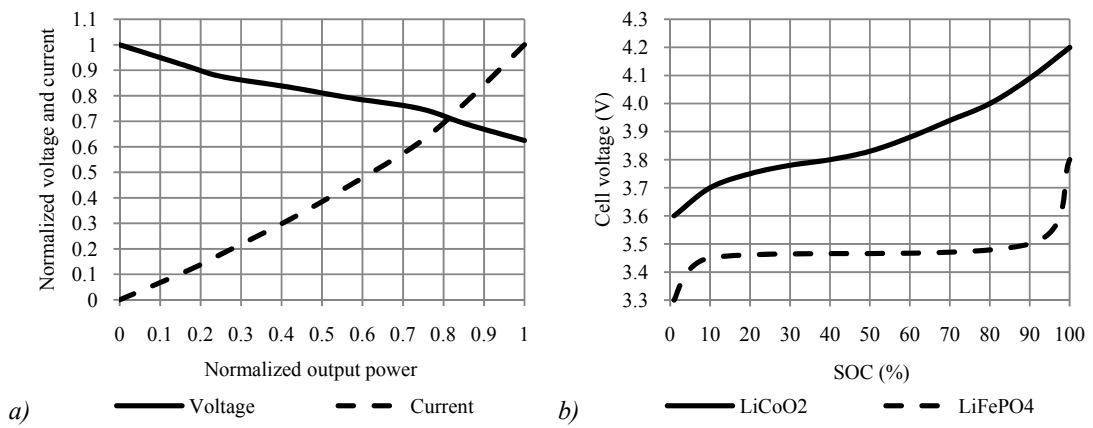 Normalized voltage and current
1.1
1
0.9
0.8
0.7
0.6
0.5
0.4
0.3
0.2
0.1
0
0 0.1 0.2 0.3 0.4 0.5 0.6 0.7 0.8 0.9 1
Normalized output power
a)
Voltage Current
Cell voltage (V)
4.3
4.2
4.1
4.0
3.9
3.8
3.7
3.6
3.5
3.4
3.3
0 10 20 30 40 50 60 70 80 90 100
SOC (%)
b)
LiCoO2 LiFePO4